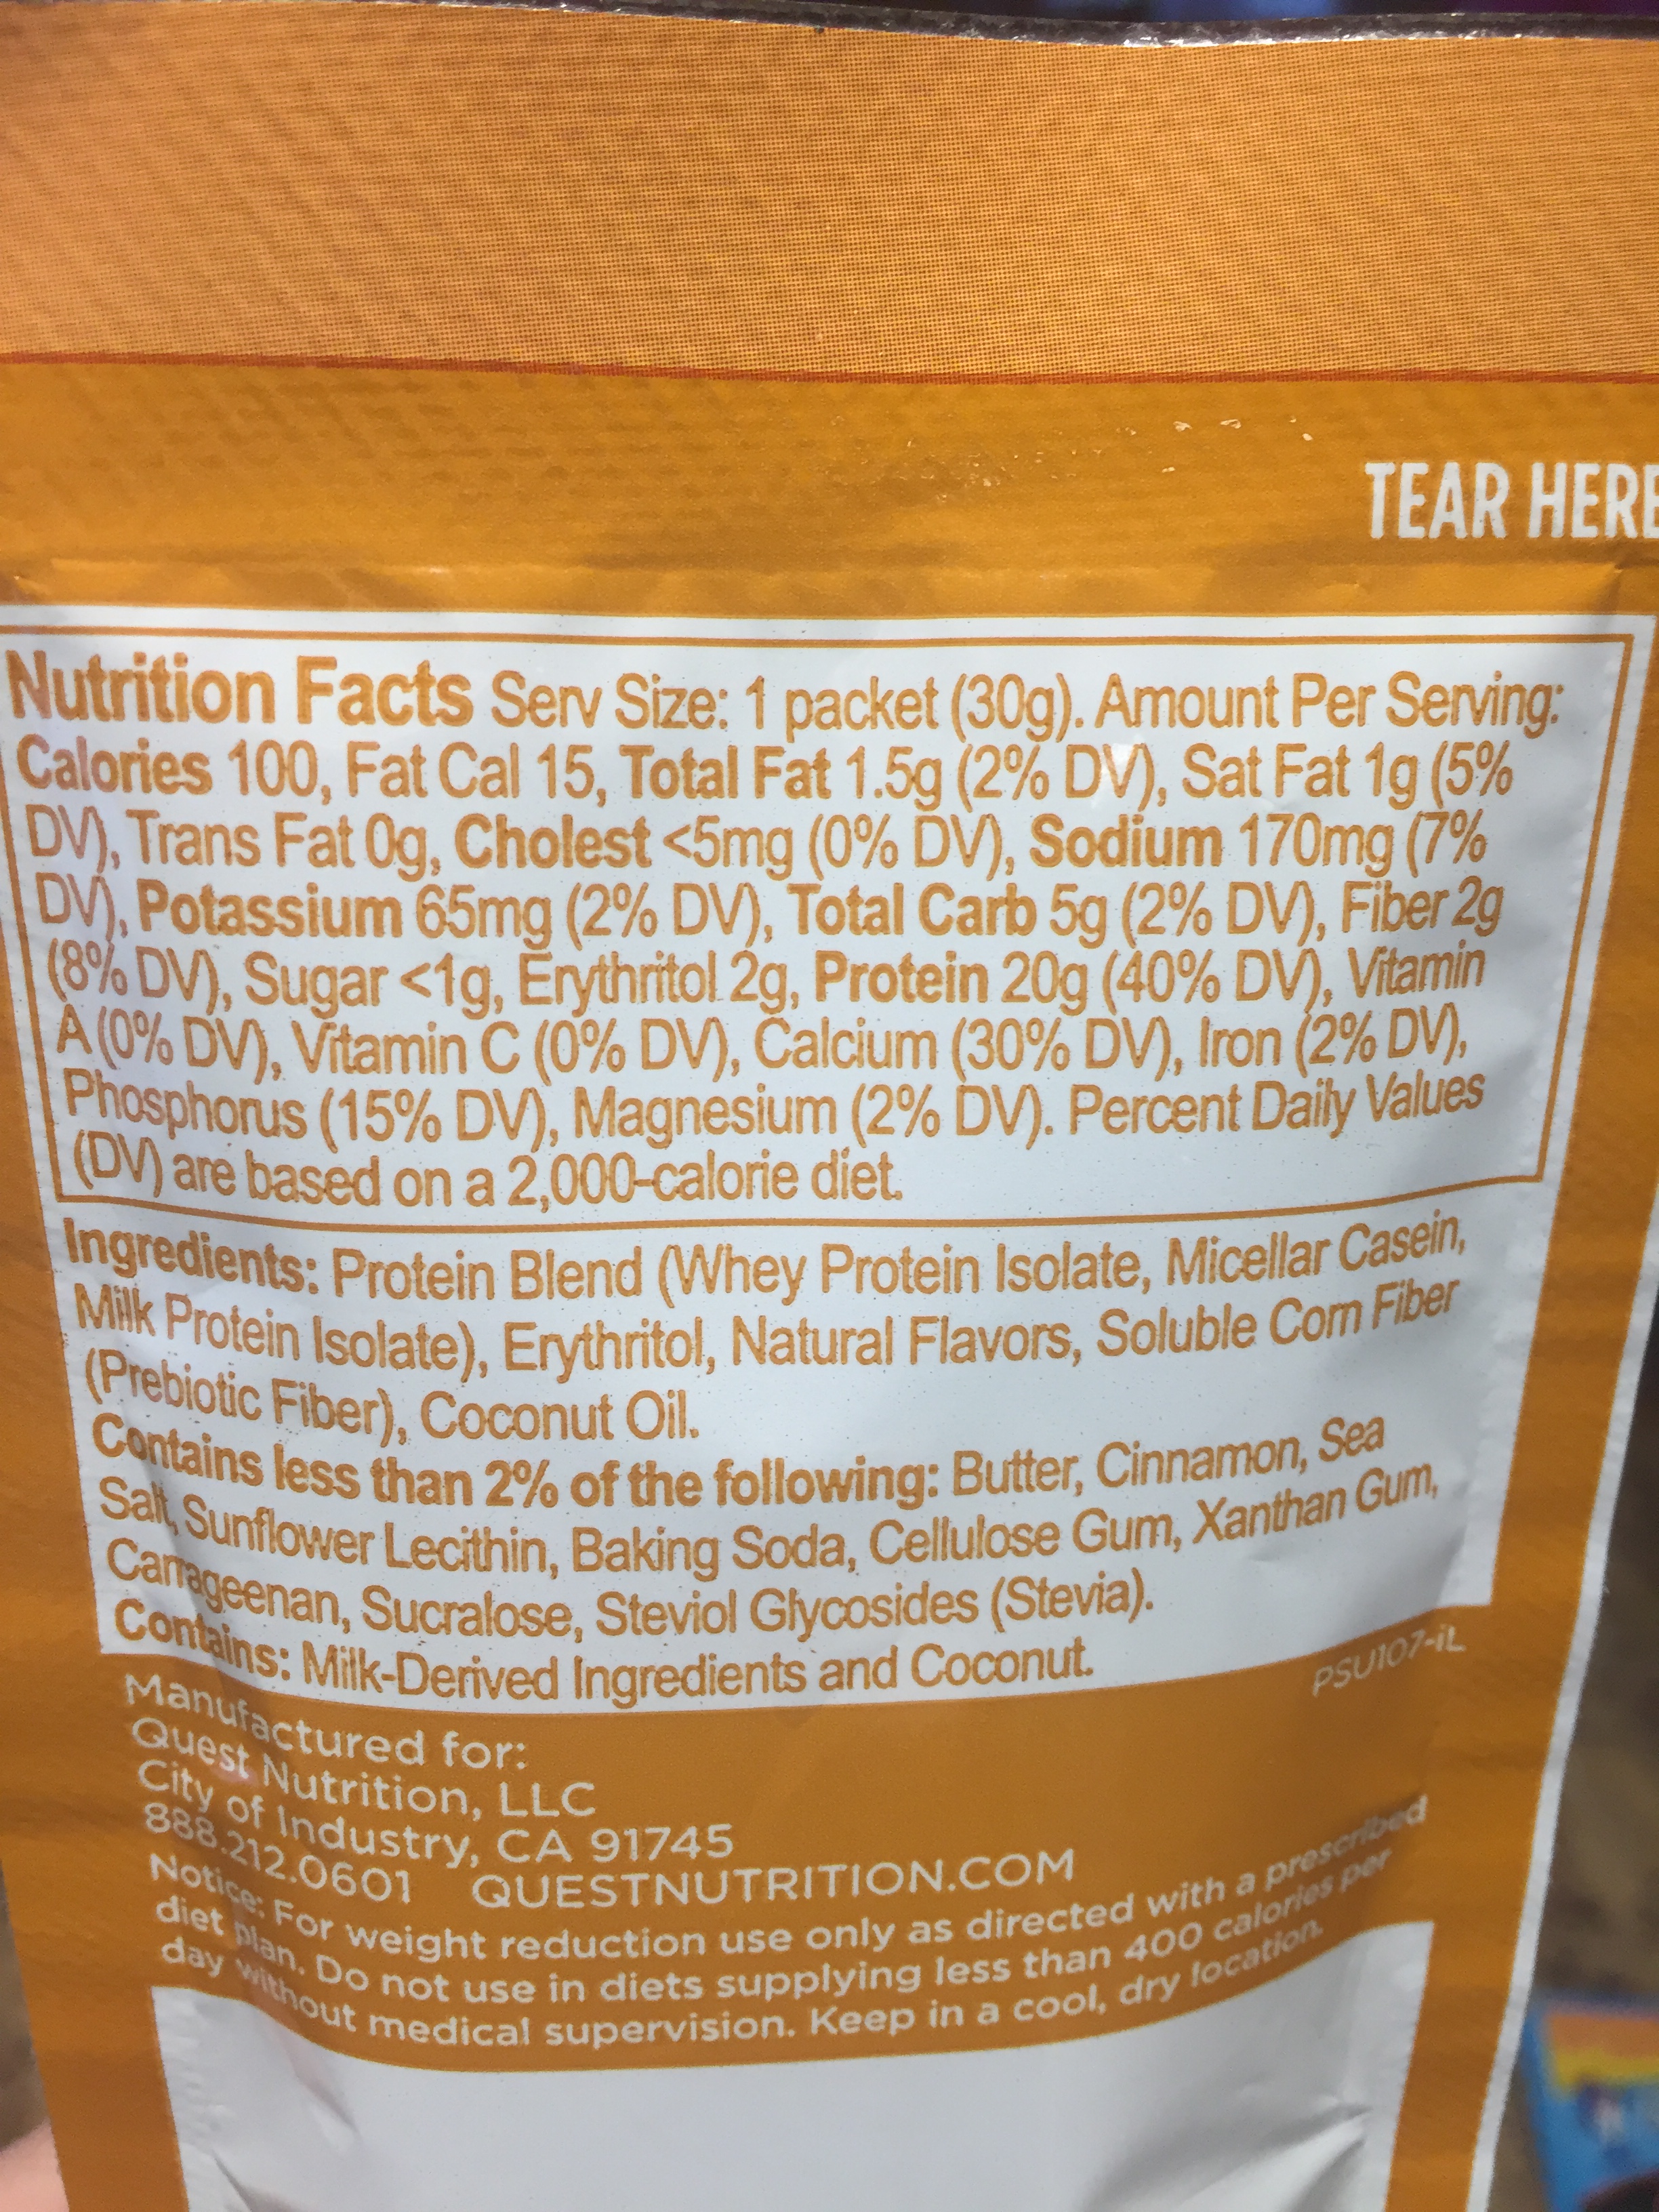 TEAR HERE
Nutrition Facts Serv Size: 1 packet (30g). Amount Per Serving:
Calories 100, Fat Cal 15, Total Fat 1.5g (2% DV), Sat Fat 1g (5%
DV), Trans Fat 0g, Cholest <5mg (0% DV), Sodium 170mg (7%
DV), Potassium 65mg (2% DV), Total Carb 5g (2% DV), Fiber 2g
(8% DV), Sugar <1g, Erythritol 2g, Protein 20g (40% DV), Vitamin
A (0% DV), Vitamin C (0% DV), Calcium (30% DV), Iron (2% DV),
Phosphorus (15% DV), Magnesium (2% DV). Percent Daily Values
(DV) are based on a 2,000-calorie diet.
Ingredients: Protein Blend (Whey Protein Isolate, Micellar Casein,
Milk Protein Isolate), Erythritol, Natural Flavors, Soluble Corn Fiber
(Prebiotic Fiber), Coconut Oil.
Contains less than 2% of the following: Butter, Cinnamon, Sea
Salt, Sunflower Lecithin, Baking Soda, Cellulose Gum, Xanthan Gum,
Carrageenan, Sucralose, Steviol Glycosides (Stevia).
Contains: Milk-Derived Ingredients and Coconut.
PSU107-iL
Manufactured for:
Quest Nutrition, LLC
City of Industry, CA 91745
888.212.0601 QUESTNUTRITION.COM
Notice: For weight reduction use only as directed with a prescribed
diet plan. Do not use in diets supplying less than 400 calories per
day without medical supervision. Keep in a cool, dry location.